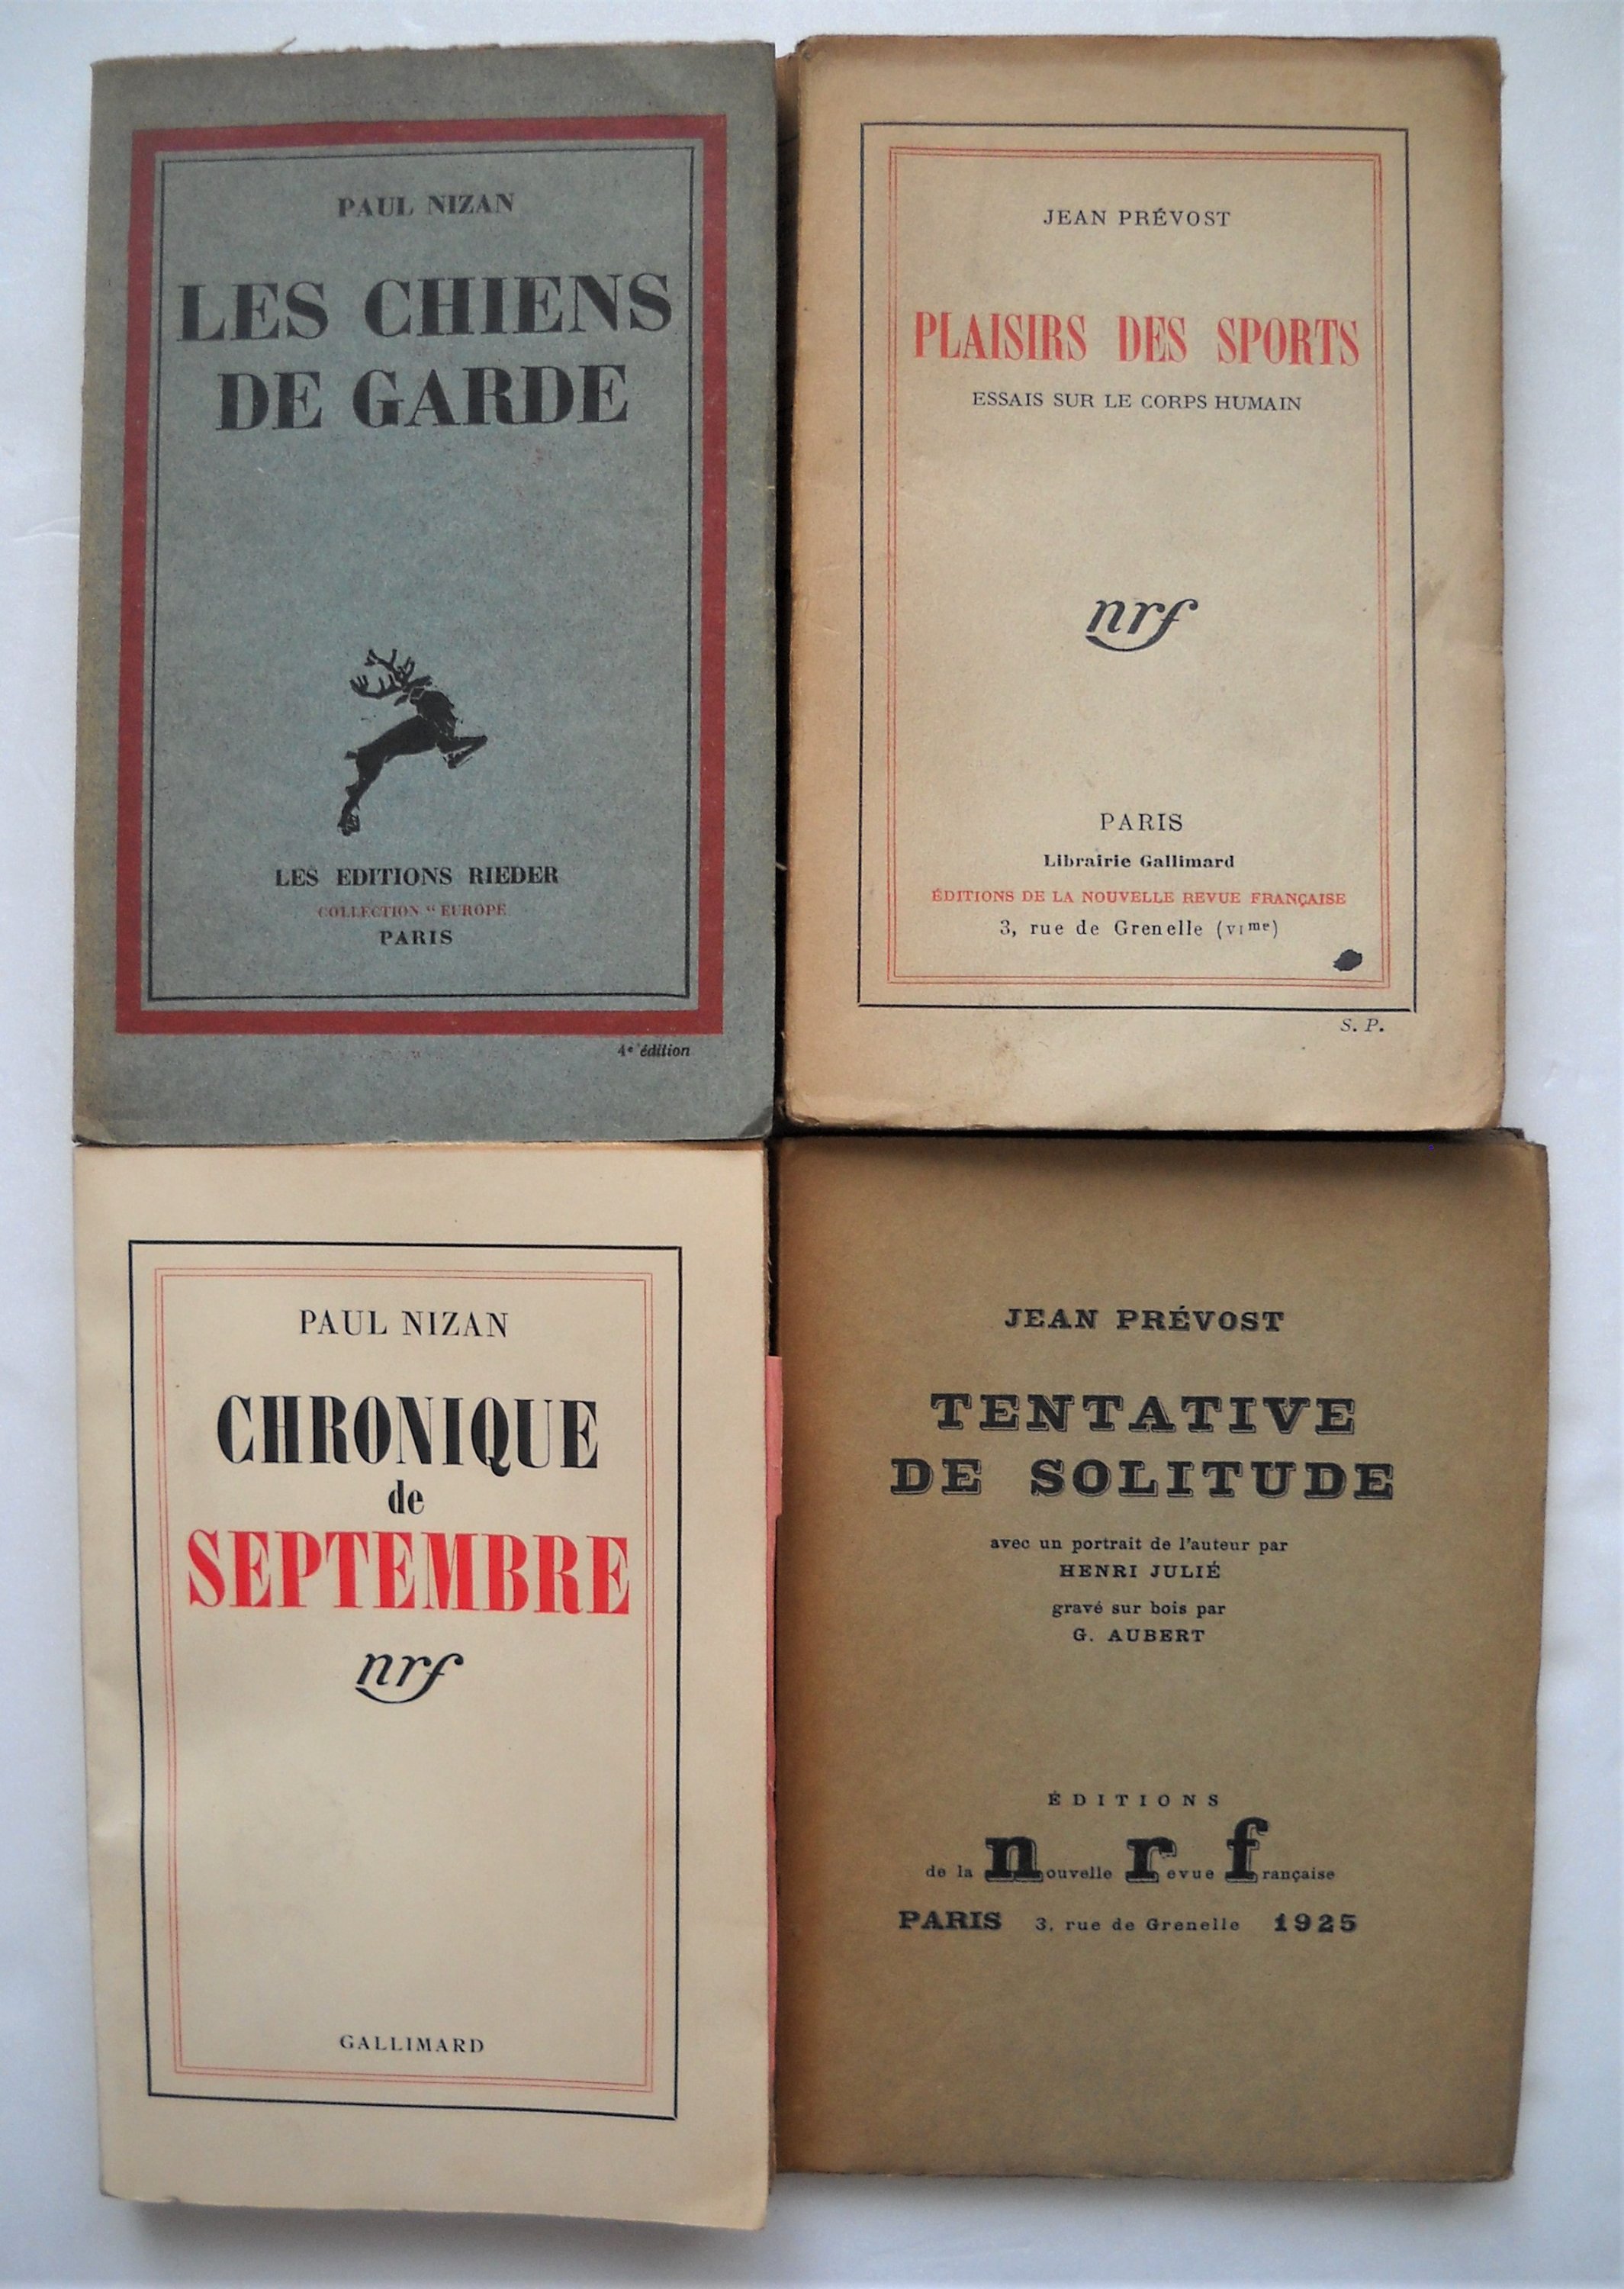 PAUL NIZAN
LES CHIENS
DE GARDE
LES EDITIONS RIEDER
COLLECTION " EUROPE
PARIS
4e édition
JEAN PRÉVOST
PLAISIRS DES SPORTS
ESSAIS SUR LE CORPS HUMAIN
nrf
PARIS
Librairie Gallimard
ÉDITIONS DE LA NOUVELLE REVUE FRANÇAISE
3, rue de Grenelle (VIme)
S. P.
PAUL NIZAN
CHRONIQUE
de
SEPTEMBRE
nrf
GALLIMARD
JEAN PRÉVOST
TENTATIVE
DE SOLITUDE
avec un portrait de l'auteur par
HENRI JULIÉ
gravé sur bois par
G. AUBERT
ÉDITIONS
de la nouvelle revue française
PARIS 3, rue de Grenelle 1925